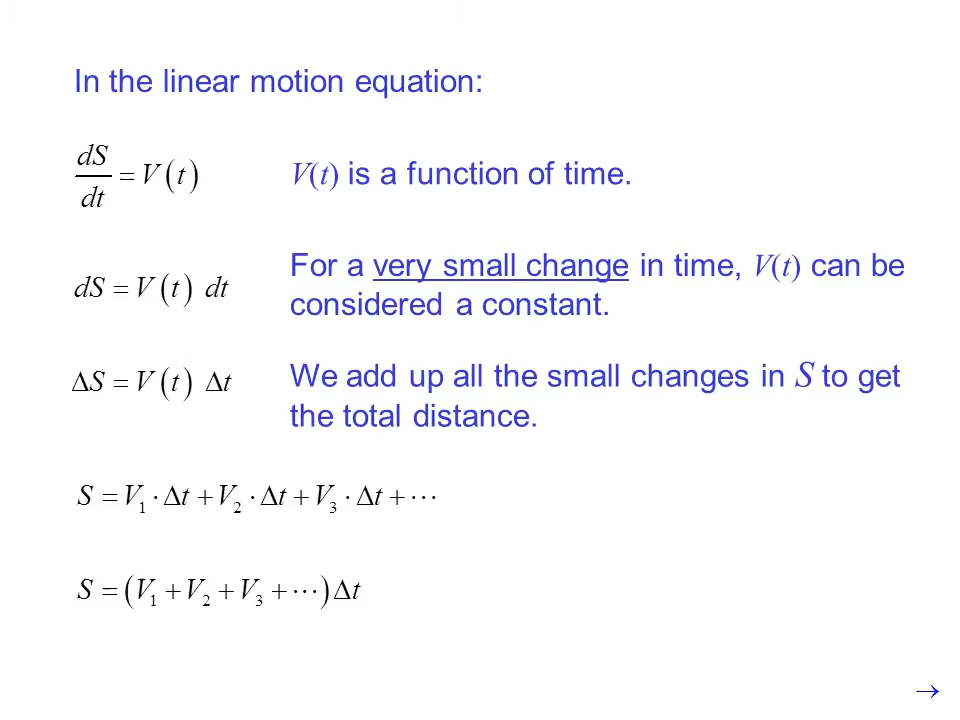 In the linear motion equation:
dS/dt = V(t)
V(t) is a function of time.
dS = V(t) dt
For a very small change in time, V(t) can be
considered a constant.
ΔS = V(t) Δt
We add up all the small changes in S to get
the total distance.
S = V₁ · Δt + V₂ · Δt + V₃ · Δt + ⋯
S = (V₁ + V₂ + V₃ + ⋯) Δt
→